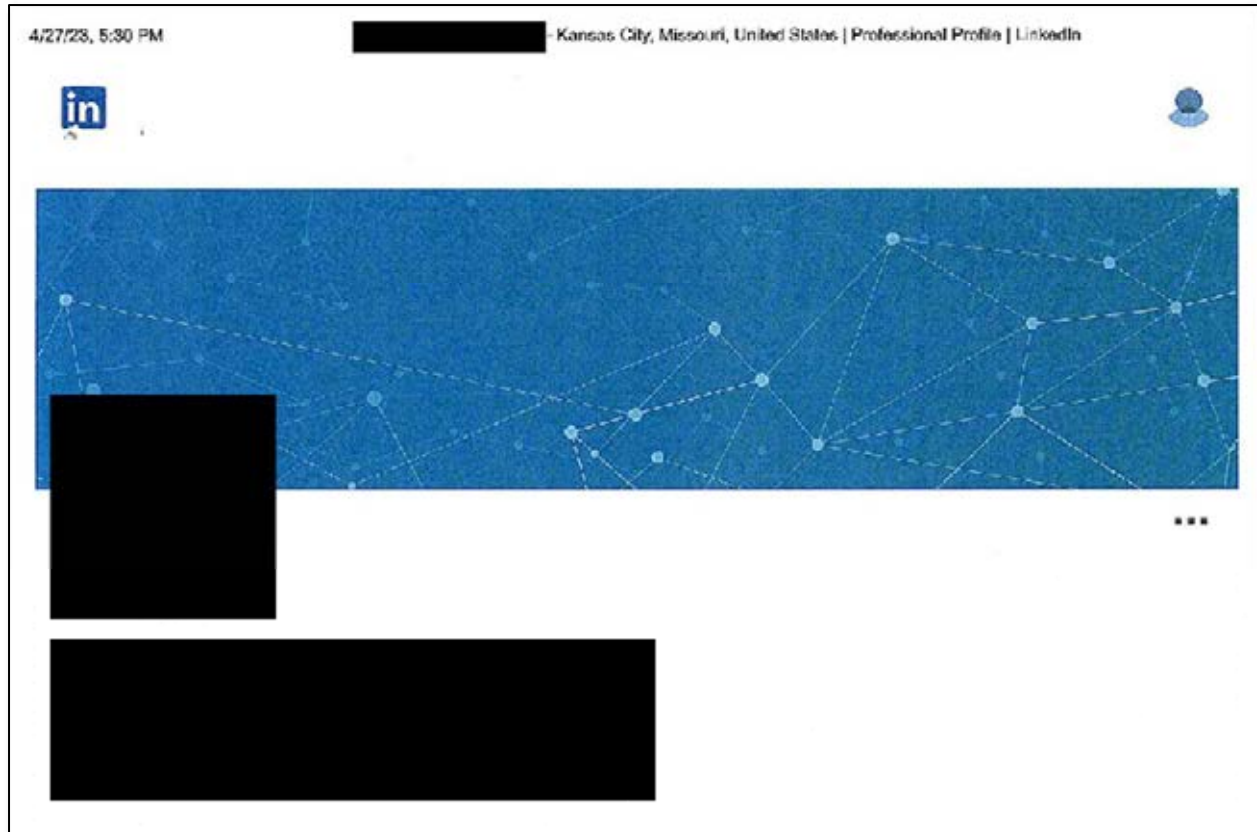 4/27/23, 5:30 PM
- Kansas City, Missouri, United States | Professional Profile | LinkedIn
in